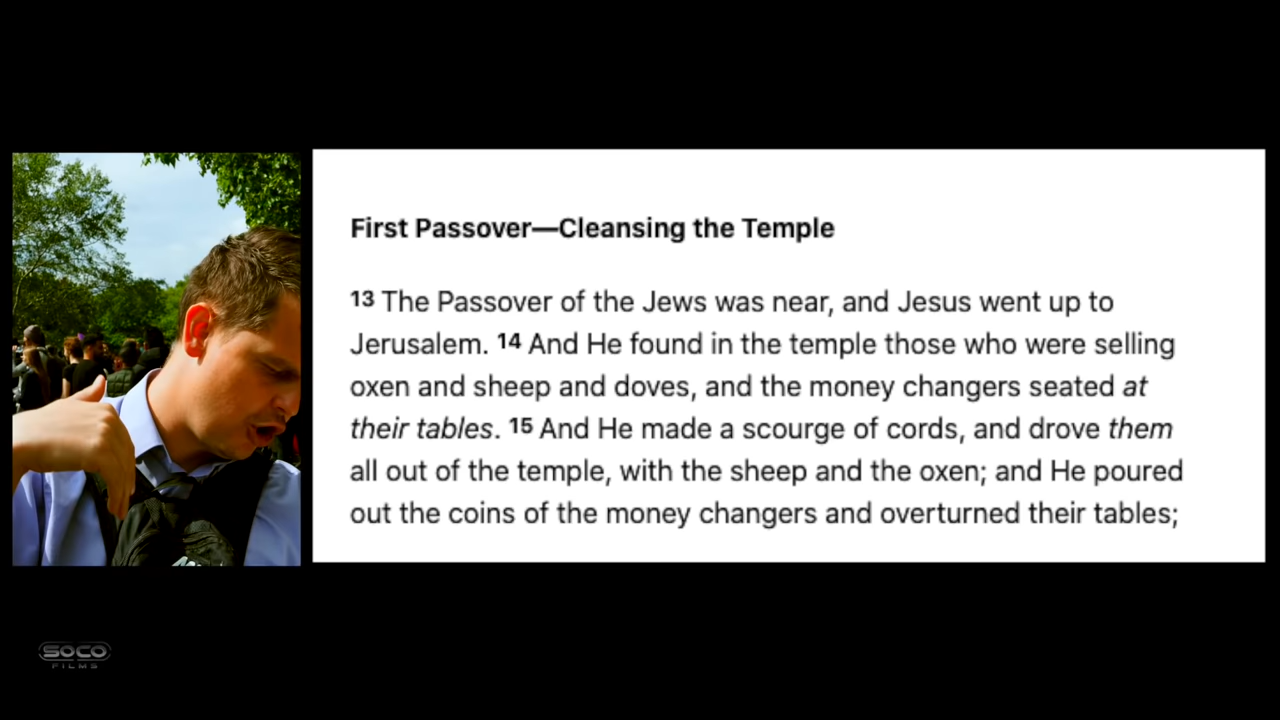 First Passover—Cleansing the Temple
13 The Passover of the Jews was near, and Jesus went up to
Jerusalem. 14 And He found in the temple those who were selling
oxen and sheep and doves, and the money changers seated at
their tables. 15 And He made a scourge of cords, and drove them
all out of the temple, with the sheep and the oxen; and He poured
out the coins of the money changers and overturned their tables;
SOCO
FILMS